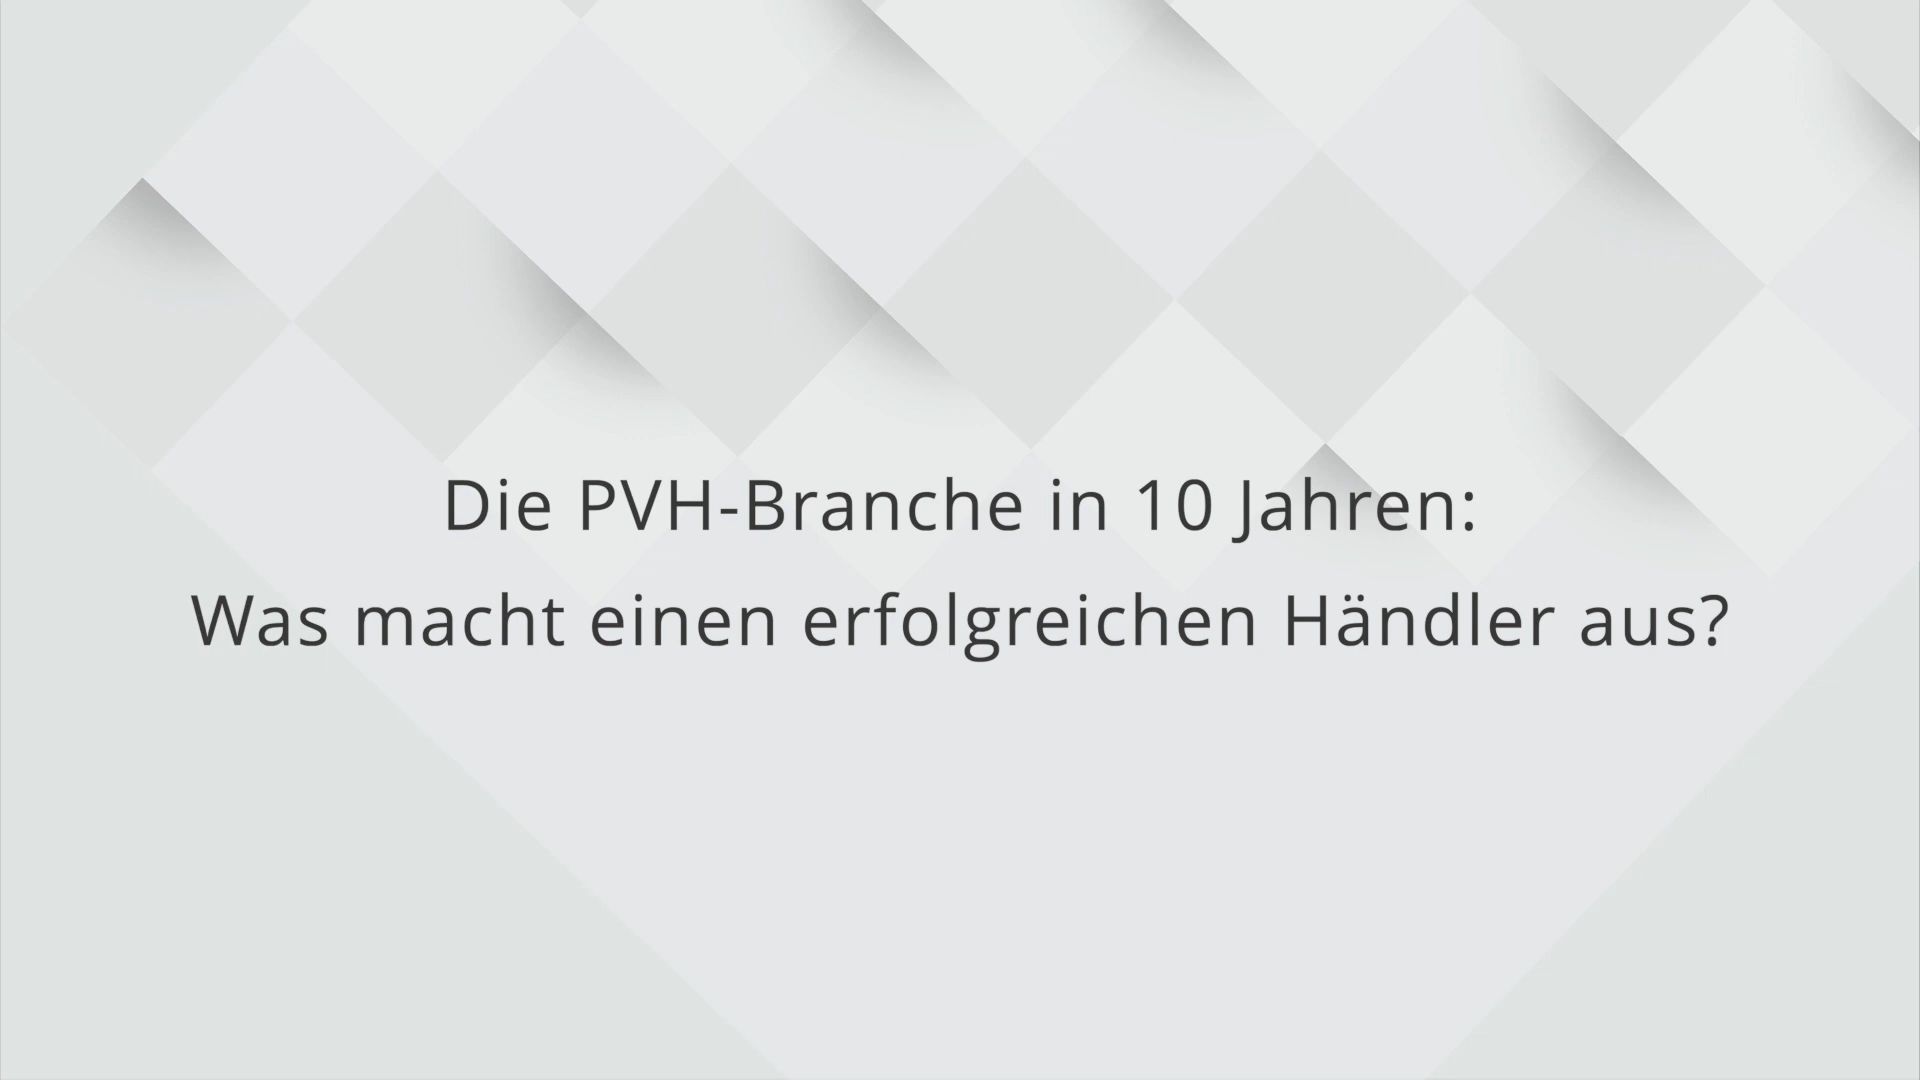 Die PVH-Branche in 10 Jahren:
Was macht einen erfolgreichen Händler aus?